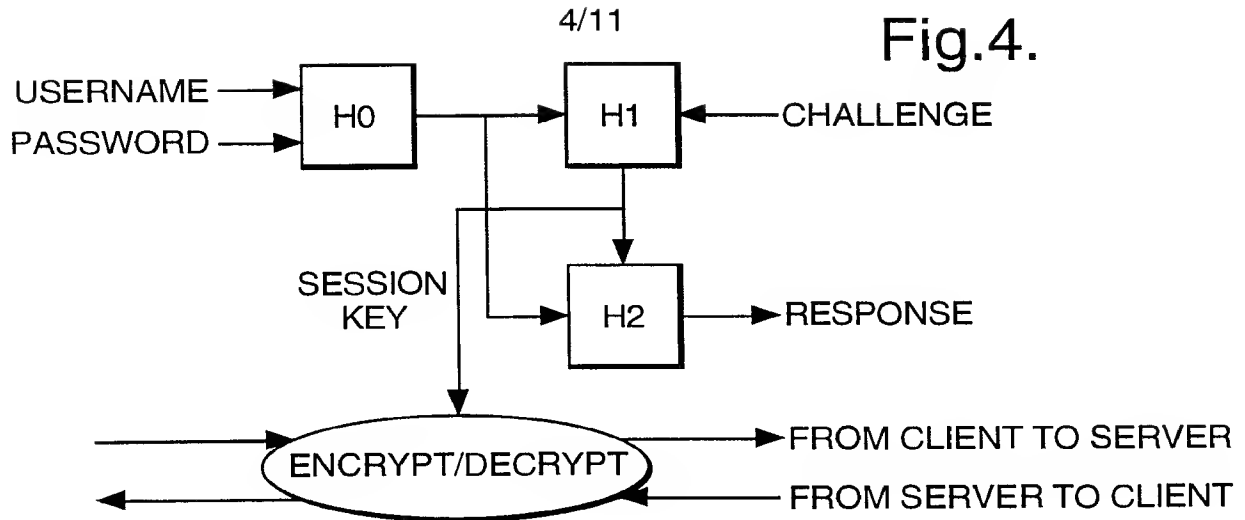 4/11
Fig.4.
USERNAME
PASSWORD
H0
H1
CHALLENGE
SESSION
KEY
H2
RESPONSE
ENCRYPT/DECRYPT
FROM CLIENT TO SERVER
FROM SERVER TO CLIENT